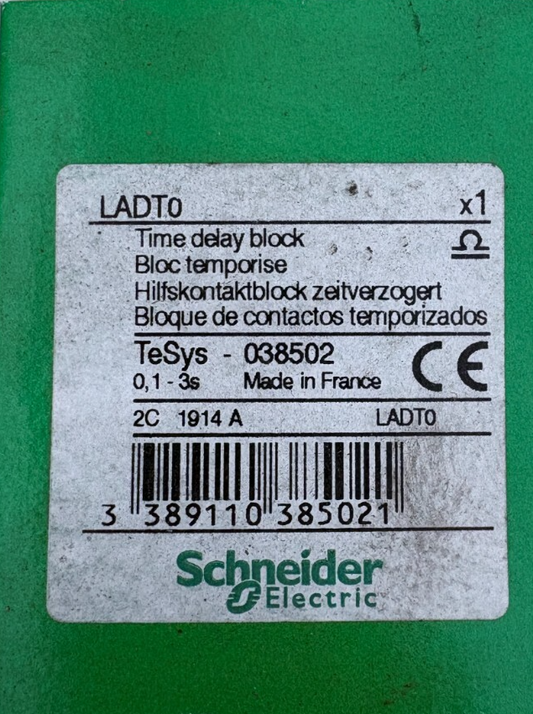 LADT0 x1
Time delay block
Bloc temporise
Hilfskontaktblock zeitverzogert
Bloque de contactos temporizados
TeSys - 038502
0,1 - 3s Made in France CE
2C 1914 A LADT0
3 389110 385021
Schneider
Electric